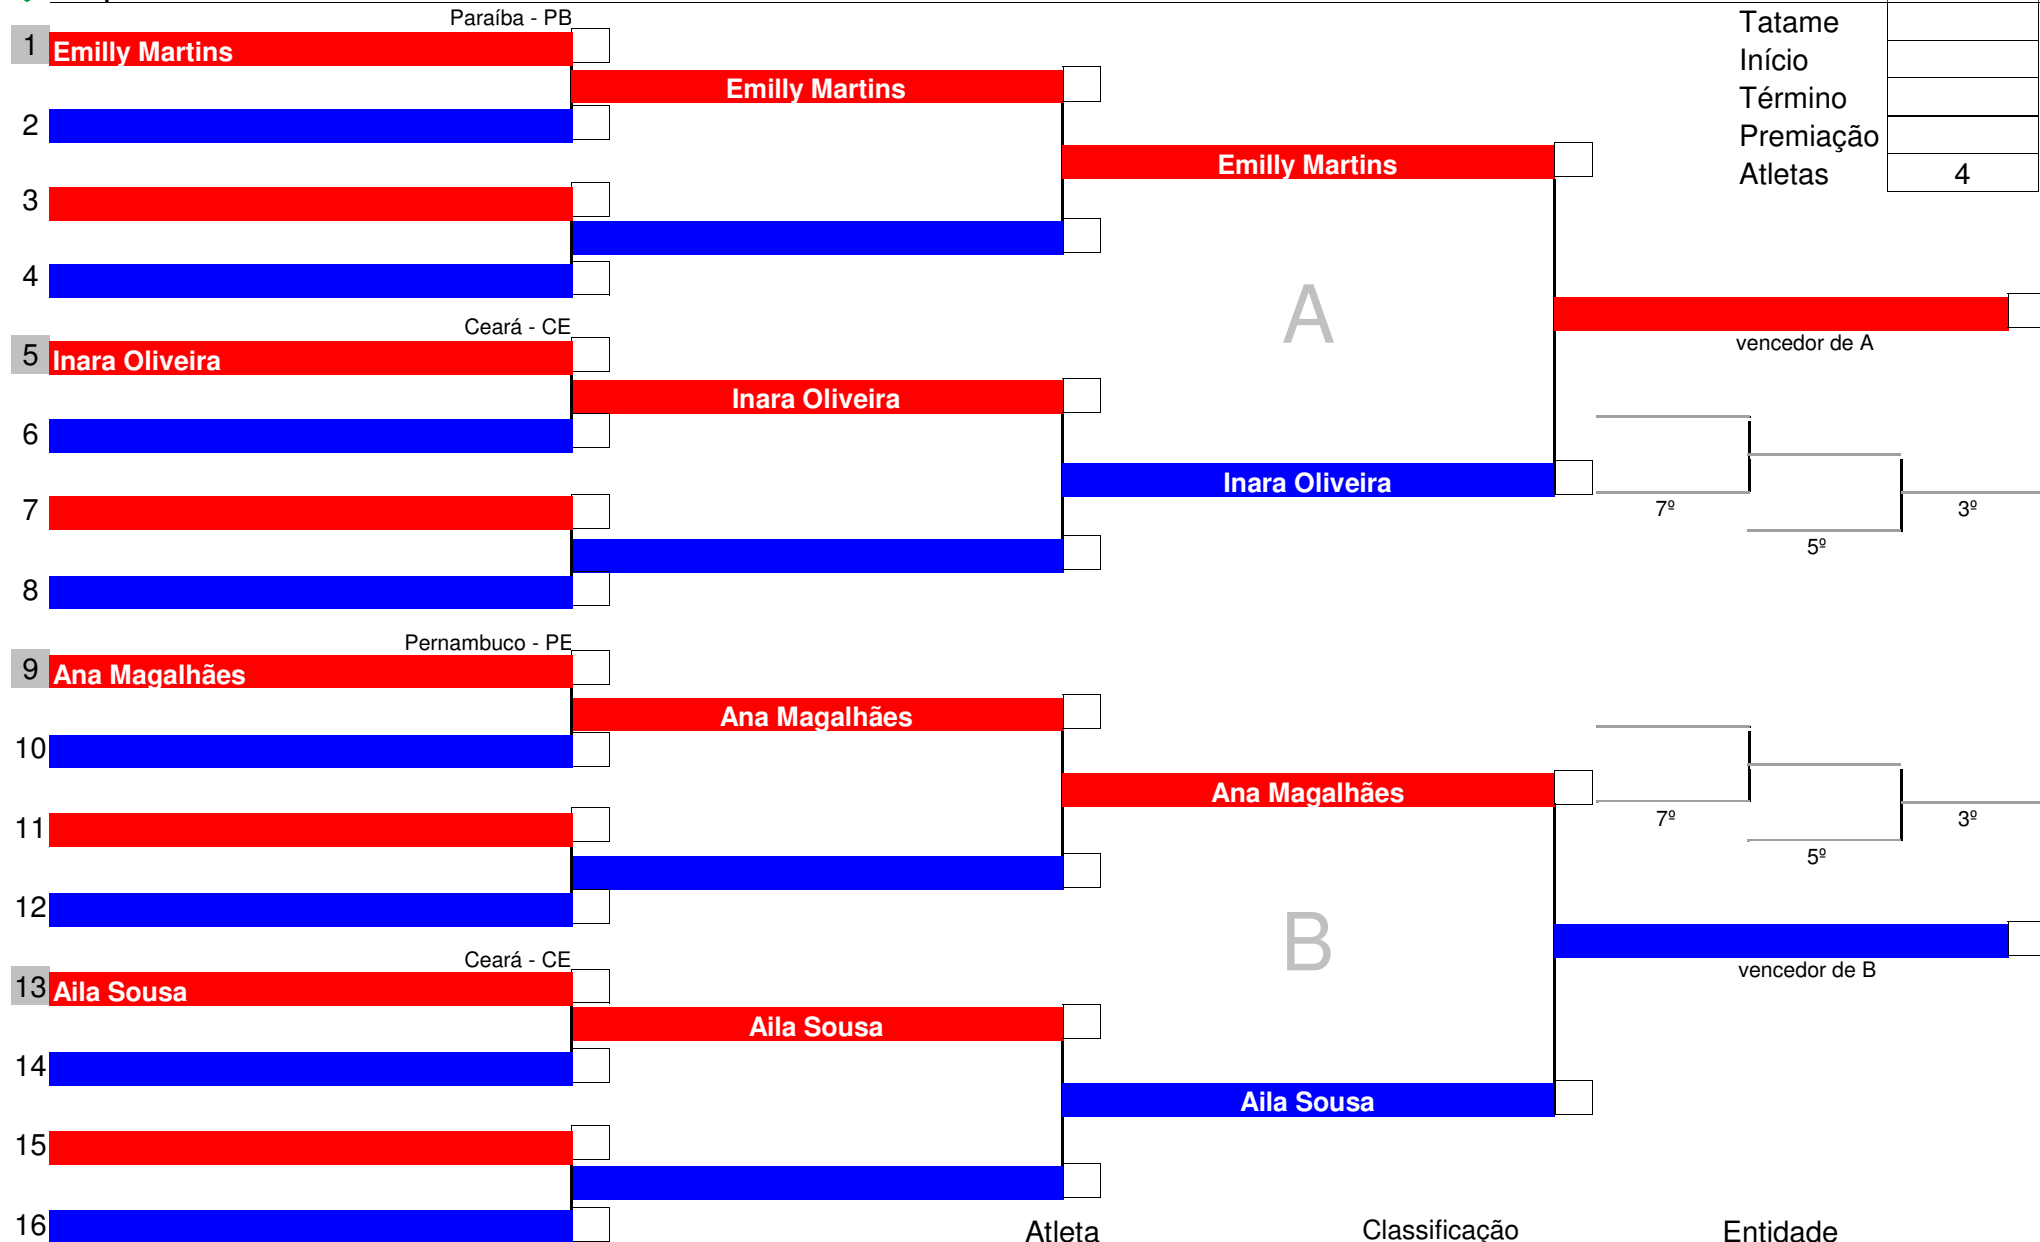 Paraíba - PB
Tatame
1 Emilly Martins
Início
Emilly Martins
Término
2
Premiação
Emilly Martins
Atletas 4
3
4
A
Ceará - CE
vencedor de A
5 Inara Oliveira
Inara Oliveira
6
Inara Oliveira
7
7º 3º
5º
8
Pernambuco - PE
9 Ana Magalhães
Ana Magalhães
10
Ana Magalhães
11
7º 3º
5º
12
B
Ceará - CE
vencedor de B
13 Aila Sousa
Aila Sousa
14
Aila Sousa
15
16
Atleta Classificação Entidade